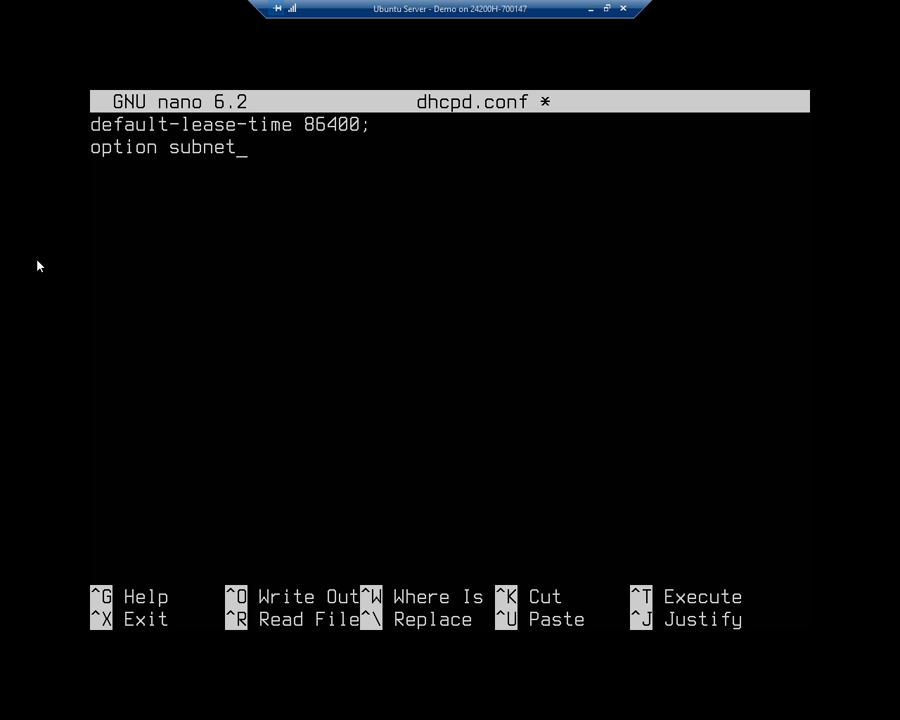 Ubuntu Server - Demo on 24200H-700147
GNU nano 6.2 dhcpd.conf *
default-lease-time 86400;
option subnet_
^G Help ^O Write Out ^W Where Is ^K Cut ^T Execute
^X Exit ^R Read File ^\ Replace ^U Paste ^J Justify